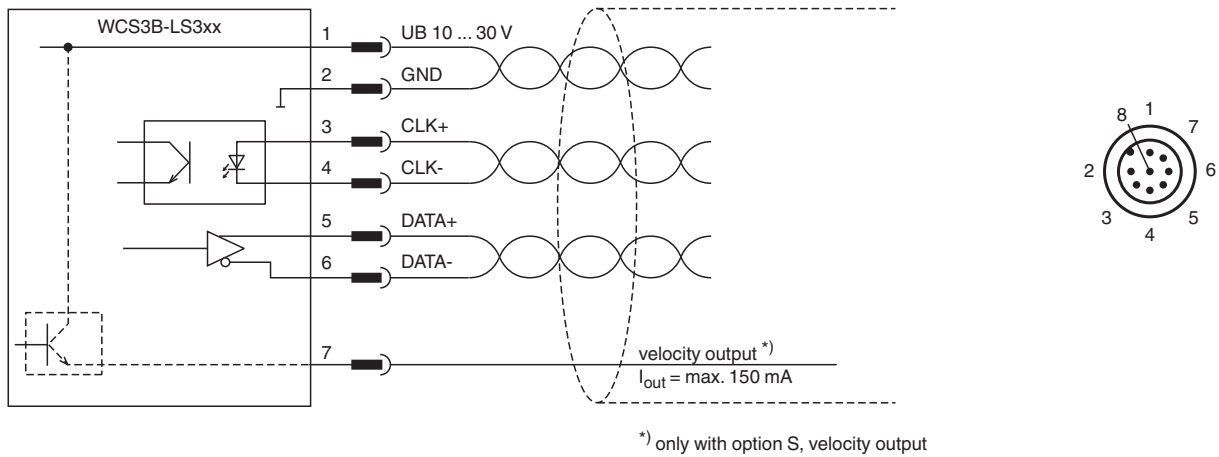 WCS3B-LS3xx
1 UB 10 ... 30 V
2 GND
3 CLK+
4 CLK-
5 DATA+
6 DATA-
7 velocity output *)
Iout = max. 150 mA
*) only with option S, velocity output
8 1 7
2 6
3 5
4